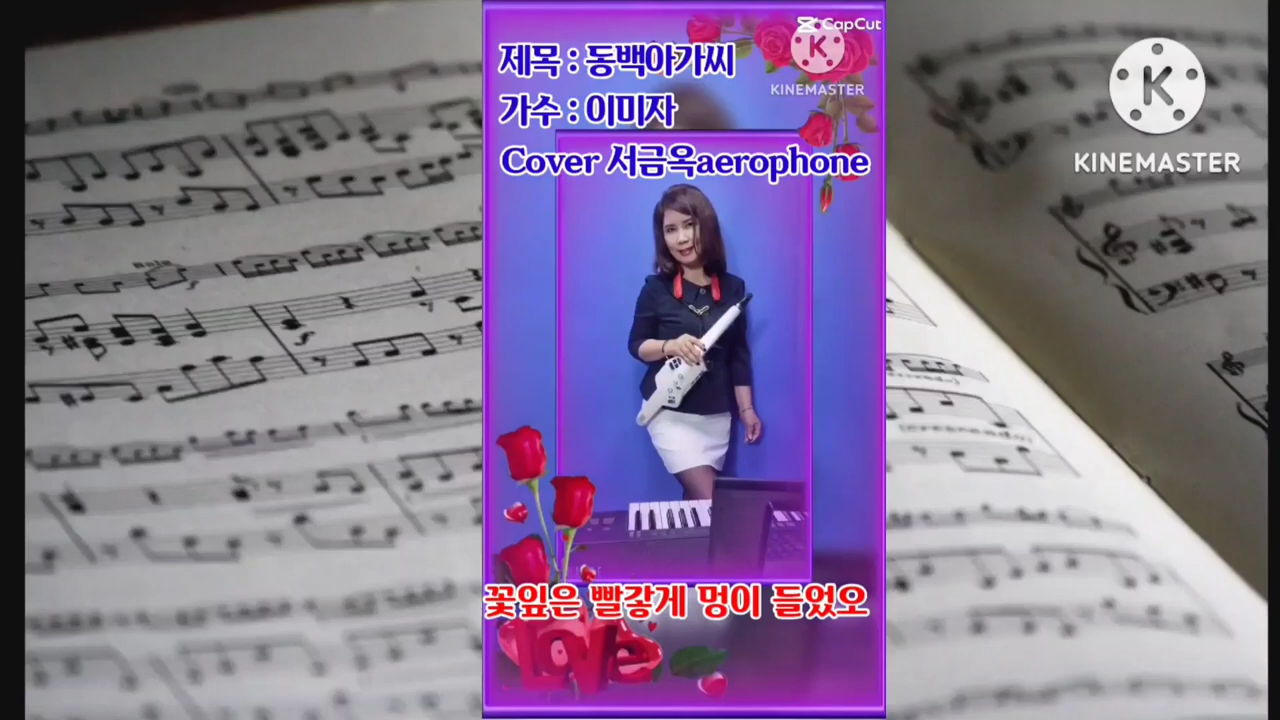 CapCut
제목 : 동백아가씨
KINEMASTER
가수 : 이미자
Cover 서금옥aerophone
K
KINEMASTER
꽃잎은 빨갛게 멍이 들었오
love